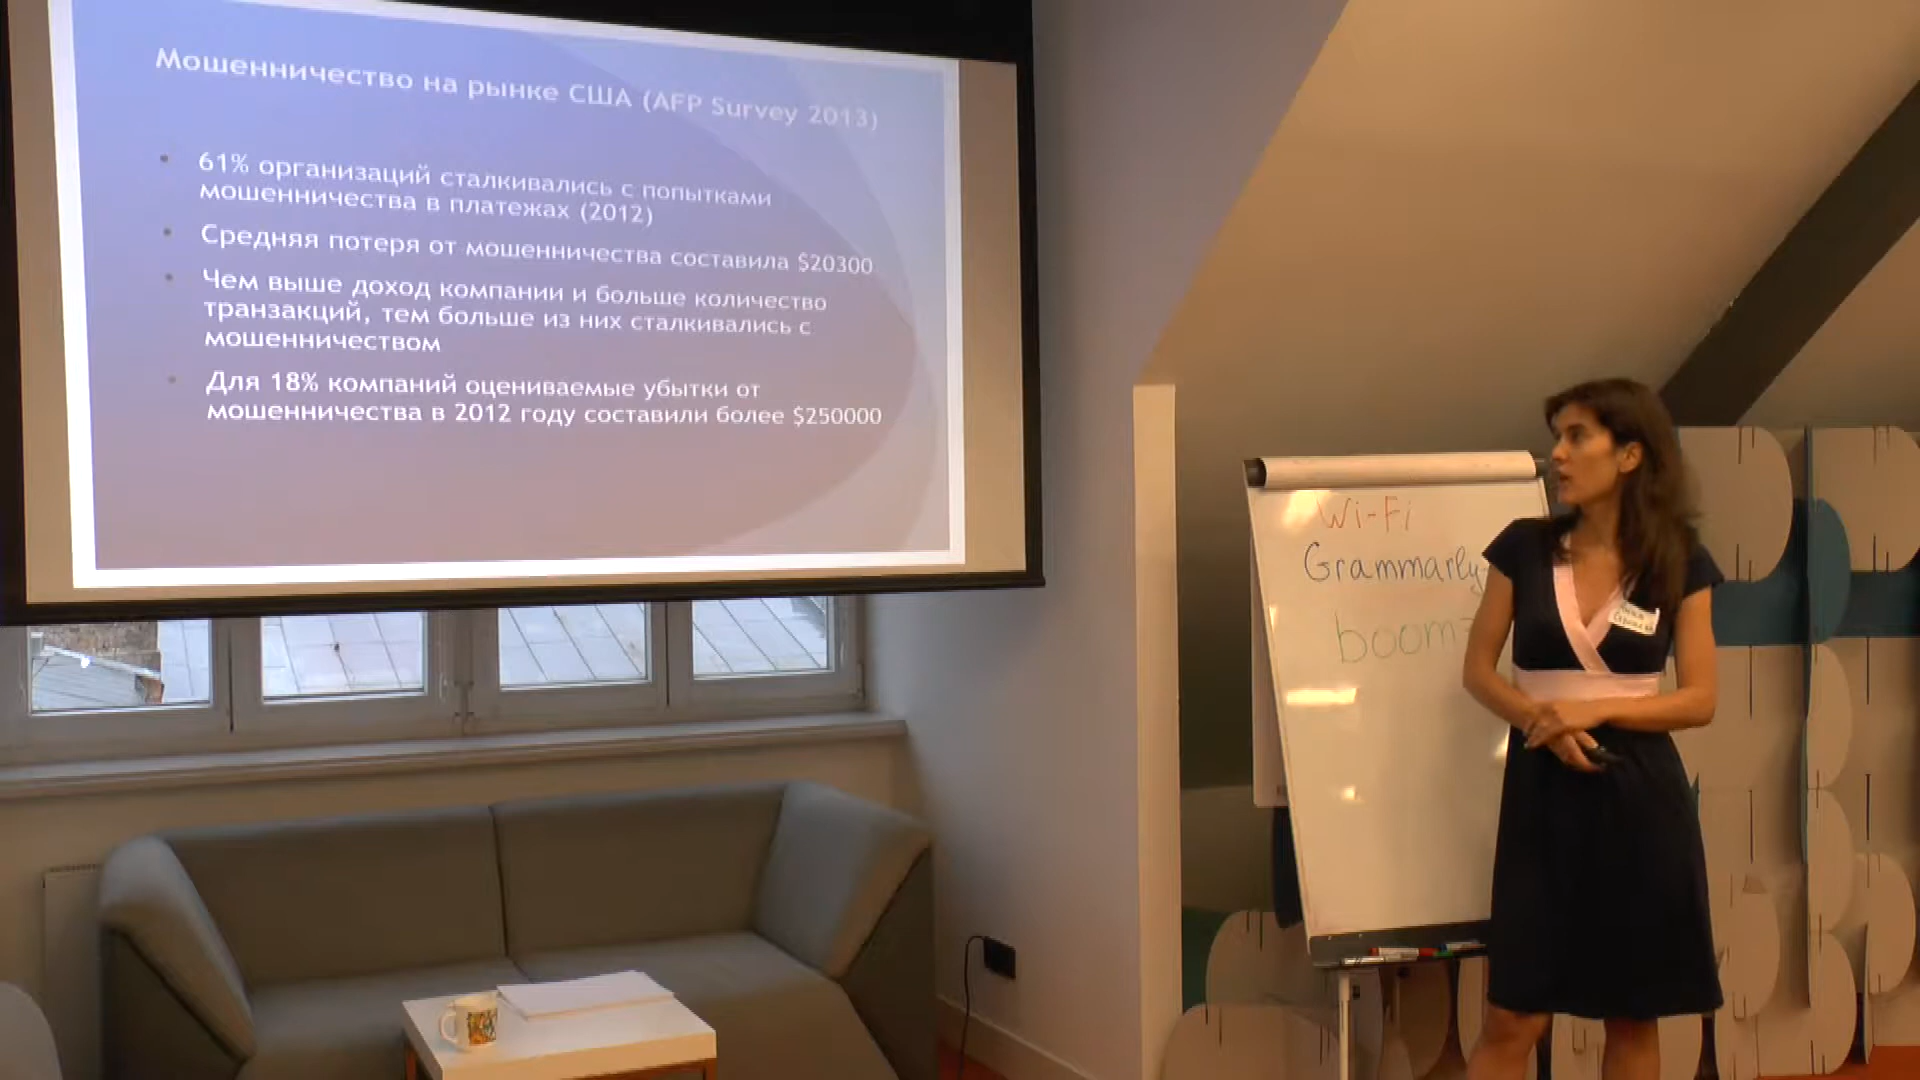 Мошенничество на рынке США (AFP Survey 2013)
61% организаций сталкивались с попытками
мошенничества в платежах (2012)
Средняя потеря от мошенничества составила $20300
Чем выше доход компании и больше количество
транзакций, тем больше из них сталкивались с
мошенничеством
Для 18% компаний оцениваемые убытки от
мошенничества в 2012 году составили более $250000
Wi-Fi
Grammarly
boom